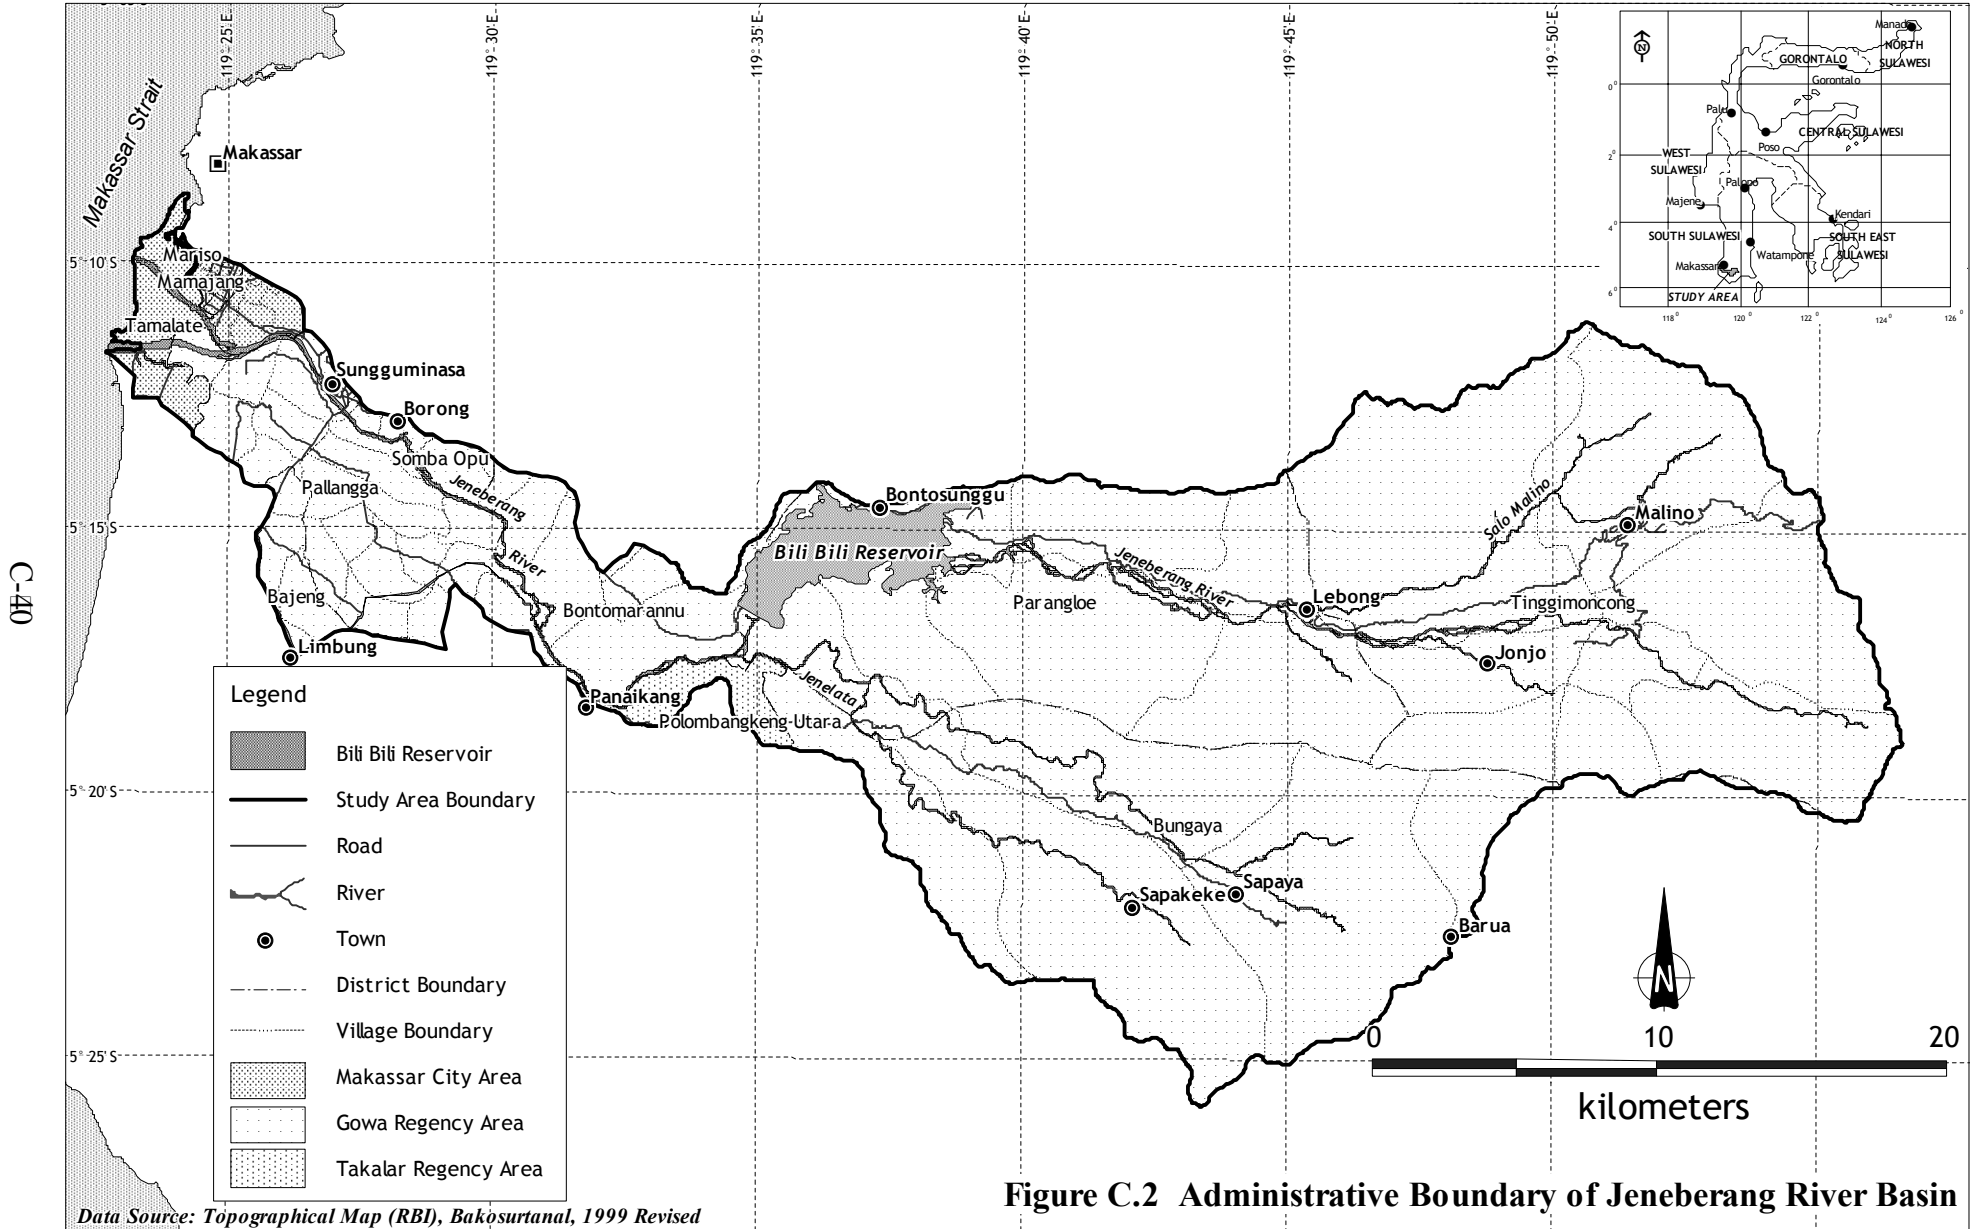 119° 25' E
119° 30' E
119° 35' E
119° 40' E
119° 45' E
119° 50' E
Manado
NORTH
SULAWESI
GORONTALO
Gorontalo
0°
Palu
CENTRAL SULAWESI
Poso
2°
WEST
SULAWESI
Palopo
Majene
Kendari
4°
SOUTH SULAWESI
SOUTH EAST
SULAWESI
Watampone
Makassar
6°
STUDY AREA
118°
120°
122°
124°
126°
Makassar Strait
Makassar
Mariso
5° 10' S
Mamajang
Tamalate
Sungguminasa
Borong
Somba Opu
Pallangga
Jeneberang
River
Bontosunggu
Salo Malino
Malino
5° 15' S
Bili Bili Reservoir
Jeneberang River
Bajeng
Bontomarannu
Parangloe
Lebong
Tinggimoncong
Limbung
Jonjo
Panaikang
Jenelata
Polombangkeng Utara
5° 20' S
Bungaya
Sapakeke
Sapaya
Barua
5° 25' S
Legend
Bili Bili Reservoir
Study Area Boundary
Road
River
Town
District Boundary
Village Boundary
Makassar City Area
Gowa Regency Area
Takalar Regency Area
N
0 10 20
kilometers
Figure C.2 Administrative Boundary of Jeneberang River Basin
Data Source: Topographical Map (RBI), Bakosurtanal, 1999 Revised